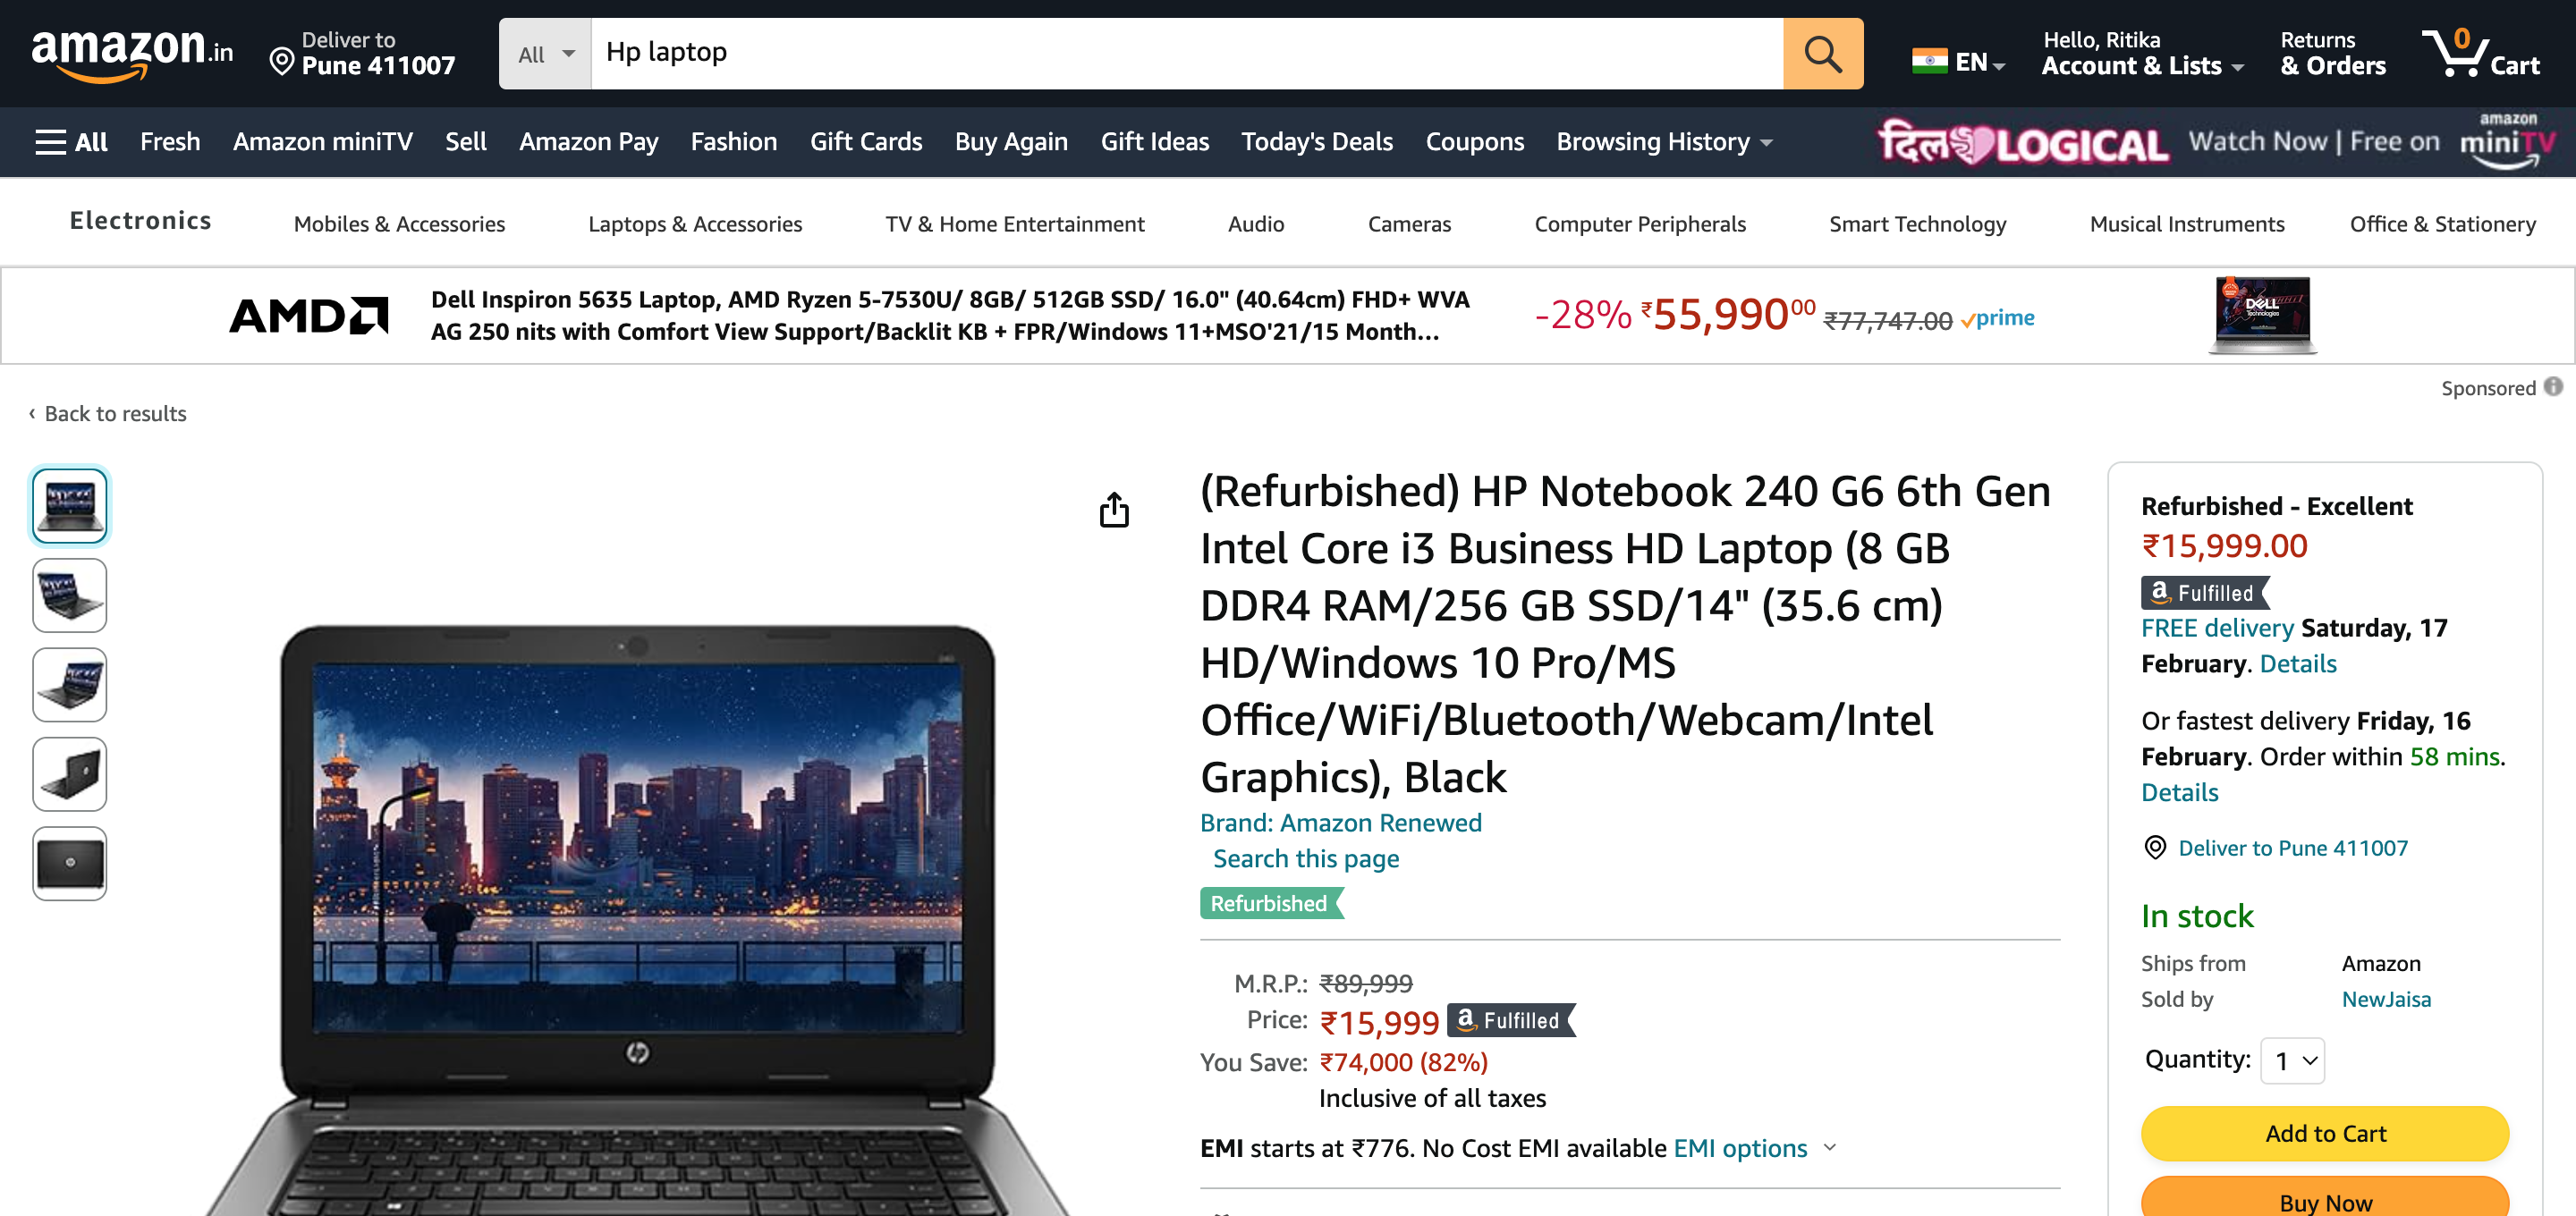 amazon.in
Deliver to
Pune 411007
All
Hp laptop
EN
Hello, Ritika
Account & Lists
Returns
& Orders
0
Cart
All
Fresh
Amazon miniTV
Sell
Amazon Pay
Fashion
Gift Cards
Buy Again
Gift Ideas
Today's Deals
Coupons
Browsing History
दिल LOGICAL
Watch Now | Free on
amazon
miniTV
Electronics
Mobiles & Accessories
Laptops & Accessories
TV & Home Entertainment
Audio
Cameras
Computer Peripherals
Smart Technology
Musical Instruments
Office & Stationery
AMD
Dell Inspiron 5635 Laptop, AMD Ryzen 5-7530U/ 8GB/ 512GB SSD/ 16.0" (40.64cm) FHD+ WVA
AG 250 nits with Comfort View Support/Backlit KB + FPR/Windows 11+MSO'21/15 Month...
-28% ₹55,99000 ₹77,747.00 prime
DELL
Technologies
Sponsored
‹ Back to results
(Refurbished) HP Notebook 240 G6 6th Gen
Intel Core i3 Business HD Laptop (8 GB
DDR4 RAM/256 GB SSD/14" (35.6 cm)
HD/Windows 10 Pro/MS
Office/WiFi/Bluetooth/Webcam/Intel
Graphics), Black
Brand: Amazon Renewed
Search this page
Refurbished
M.R.P.: ₹89,999
Price: ₹15,999 a Fulfilled
You Save: ₹74,000 (82%)
Inclusive of all taxes
EMI starts at ₹776. No Cost EMI available EMI options
hp
Refurbished - Excellent
₹15,999.00
a Fulfilled
FREE delivery Saturday, 17
February. Details
Or fastest delivery Friday, 16
February. Order within 58 mins.
Details
Deliver to Pune 411007
In stock
Ships from Amazon
Sold by NewJaisa
Quantity: 1
Add to Cart
Buy Now